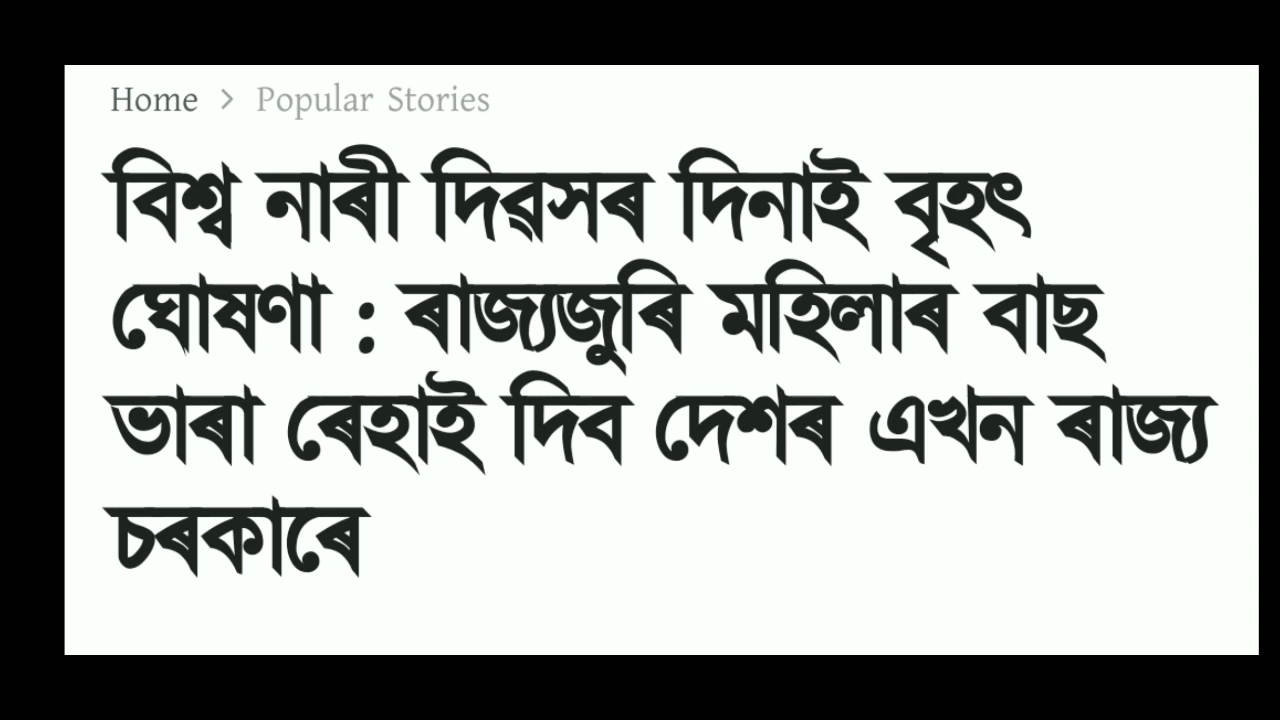 Home > Popular Stories
বিশ্ব নাৰী দিৱসৰ দিনাই বৃহৎ
ঘোষণা : ৰাজ্যজুৰি মহিলাৰ বাছ
ভাৰা ৰেহাই দিব দেশৰ এখন ৰাজ্য
চৰকাৰে